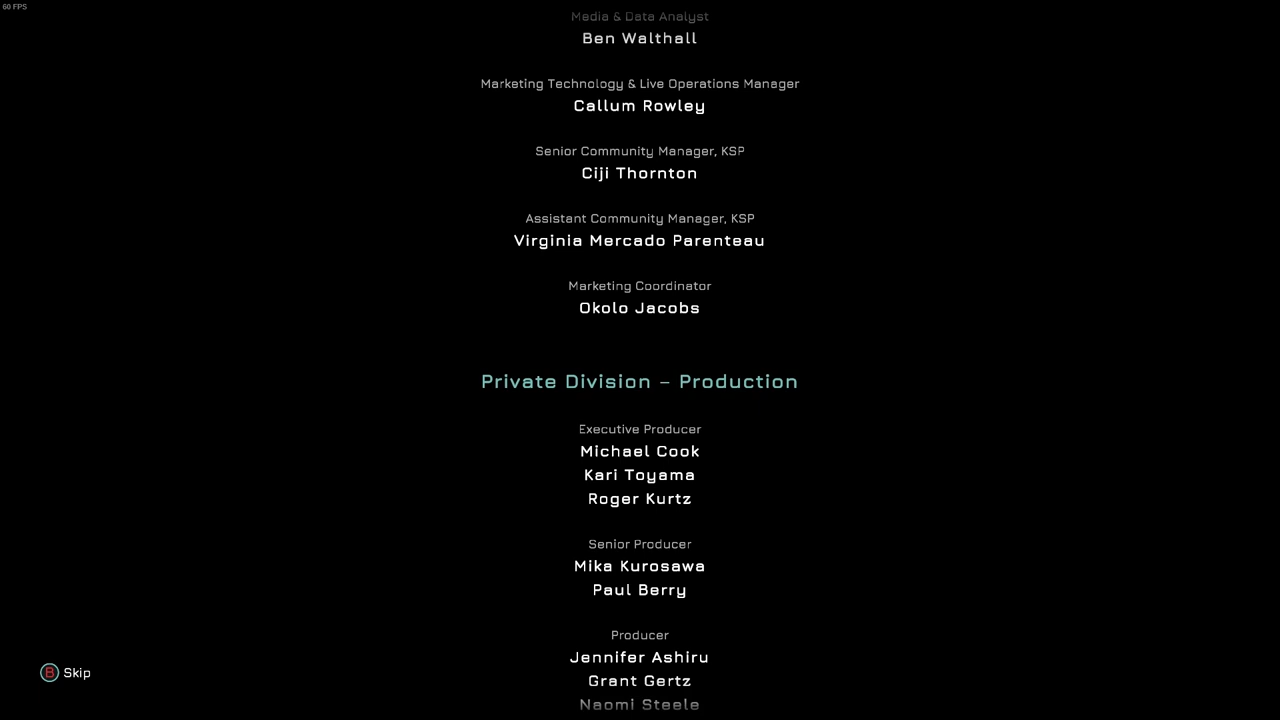 60 FPS
Media & Data Analyst
Ben Walthall
Marketing Technology & Live Operations Manager
Callum Rowley
Senior Community Manager, KSP
Ciji Thornton
Assistant Community Manager, KSP
Virginia Mercado Parenteau
Marketing Coordinator
Okolo Jacobs
Private Division – Production
Executive Producer
Michael Cook
Kari Toyama
Roger Kurtz
Senior Producer
Mika Kurosawa
Paul Berry
Producer
Jennifer Ashiru
Grant Gertz
Naomi Steele
B Skip